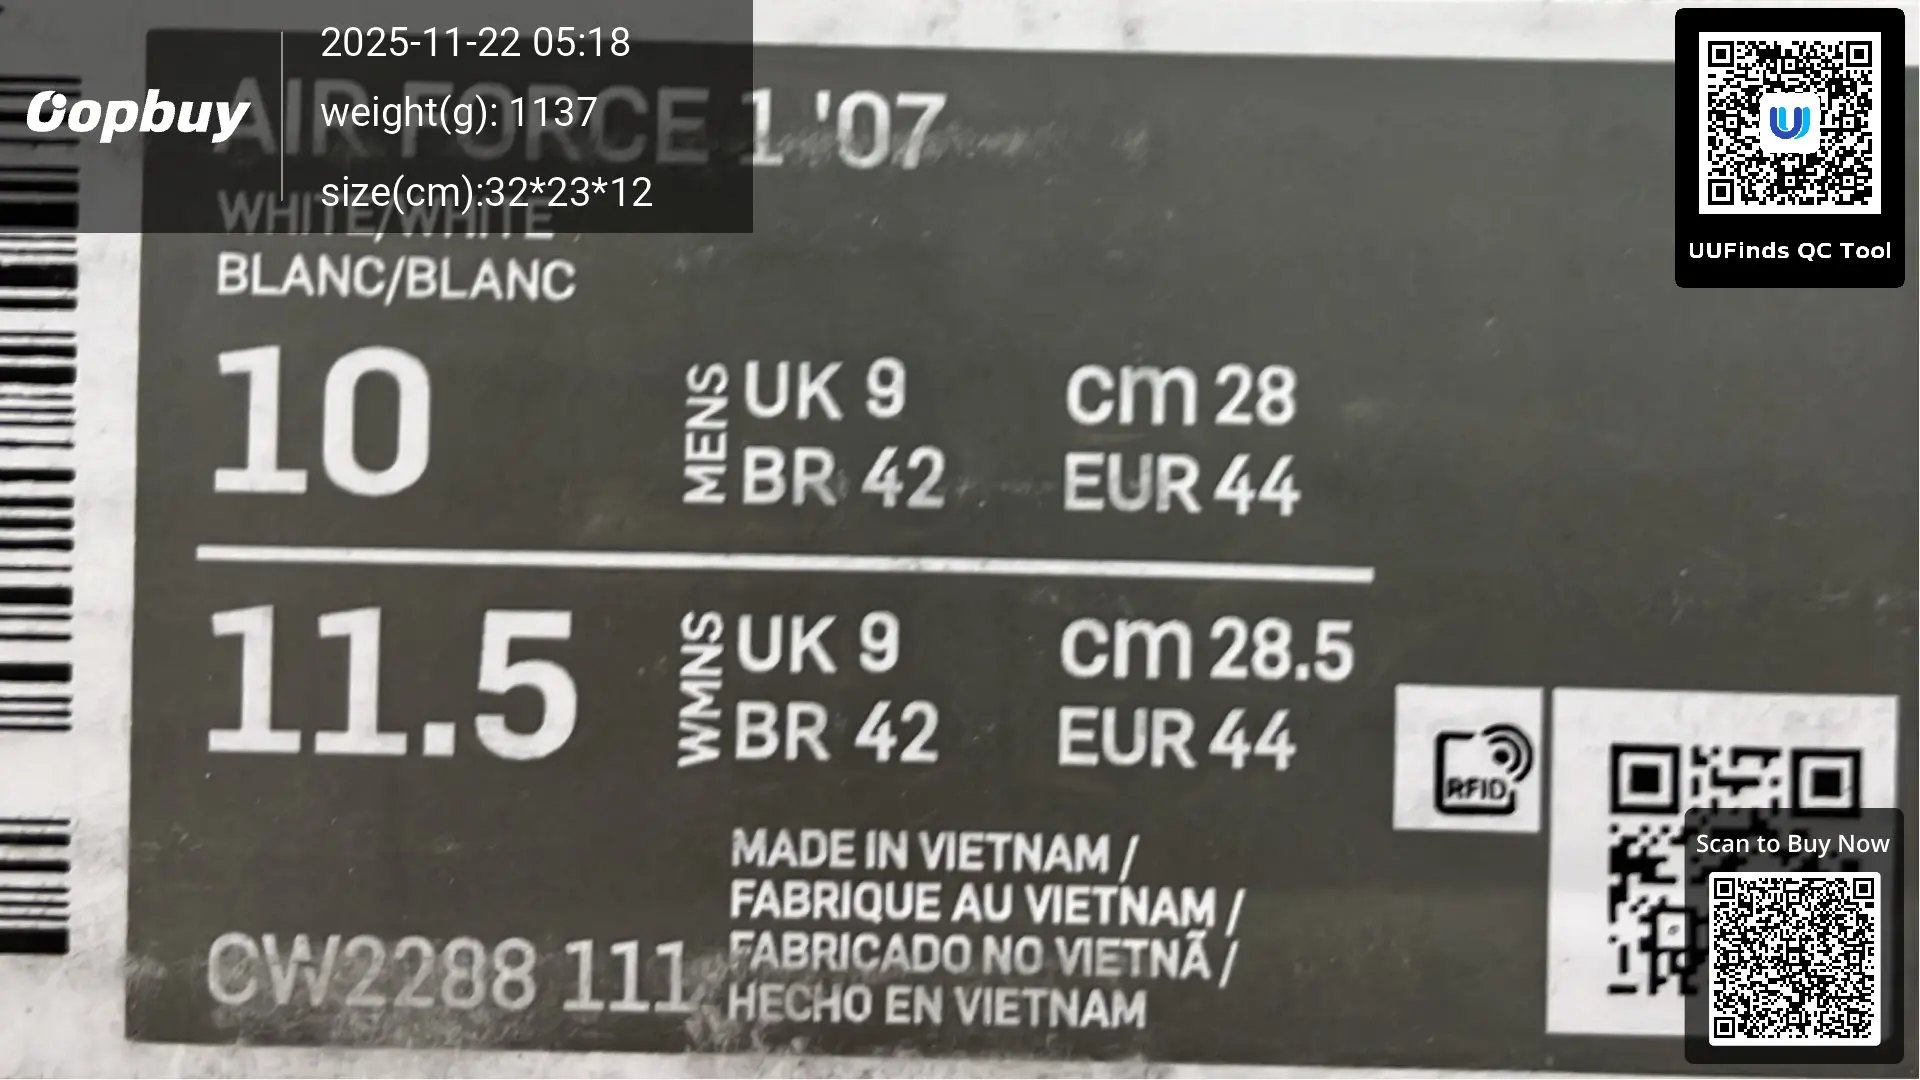 2025-11-22 05:18
oopbuy
weight(g): 1137
size(cm):32*23*12
UUFinds QC Tool
AIR FORCE 1 '07
WHITE/WHITE
BLANC/BLANC
10
MENS
UK 9
cm 28
BR 42
EUR 44
11.5
WMNS
UK 9
cm 28.5
BR 42
EUR 44
RFID
CW2288 111
MADE IN VIETNAM /
FABRIQUE AU VIETNAM /
FABRICADO NO VIETNÃ /
HECHO EN VIETNAM
Scan to Buy Now